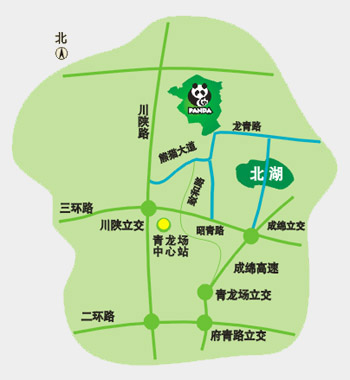 北
PANDA
川陕路
龙青路
熊猫大道
北湖
致和路
三环路
川陕立交
昭青路
成绵立交
青龙场
中心站
成绵高速
青龙场立交
二环路
府青路立交